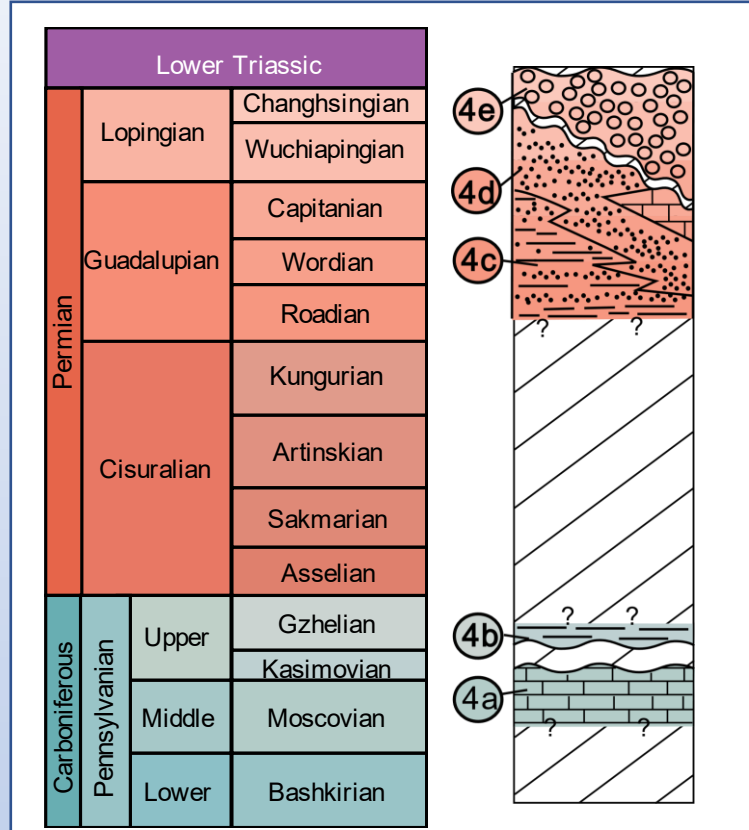 Lower Triassic
Permian
Lopingian
Changhsingian
Wuchiapingian
Guadalupian
Capitanian
Wordian
Roadian
Cisuralian
Kungurian
Artinskian
Sakmarian
Asselian
Carboniferous
Pennsylvanian
Upper
Gzhelian
Kasimovian
Middle
Moscovian
Lower
Bashkirian
4e
4d
4c
? ?
? ?
4b
4a
? ?